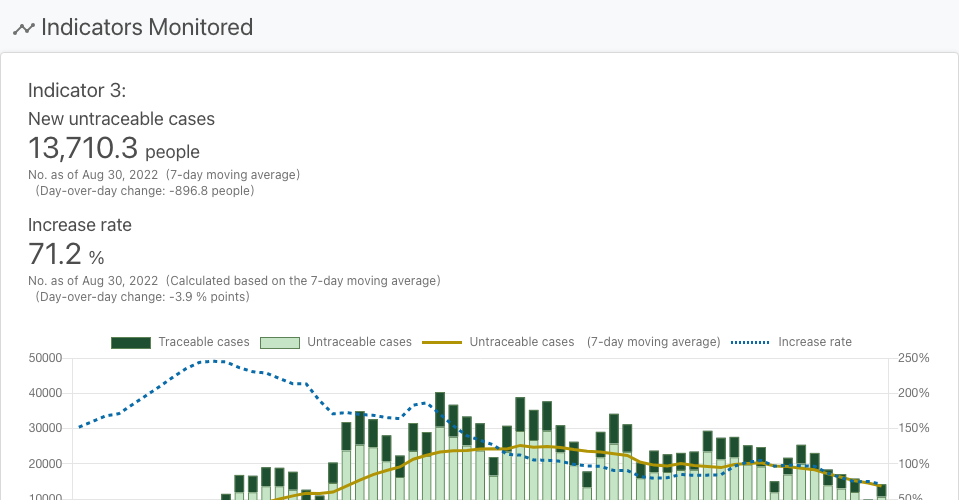 Indicators Monitored
Indicator 3:
New untraceable cases
13,710.3 people
No. as of Aug 30, 2022 (7-day moving average)
(Day-over-day change: -896.8 people)
Increase rate
71.2 %
No. as of Aug 30, 2022 (Calculated based on the 7-day moving average)
(Day-over-day change: -3.9 % points)
Traceable cases Untraceable cases Untraceable cases (7-day moving average) Increase rate
50000 250%
40000 200%
30000 150%
20000 100%
10000 50%